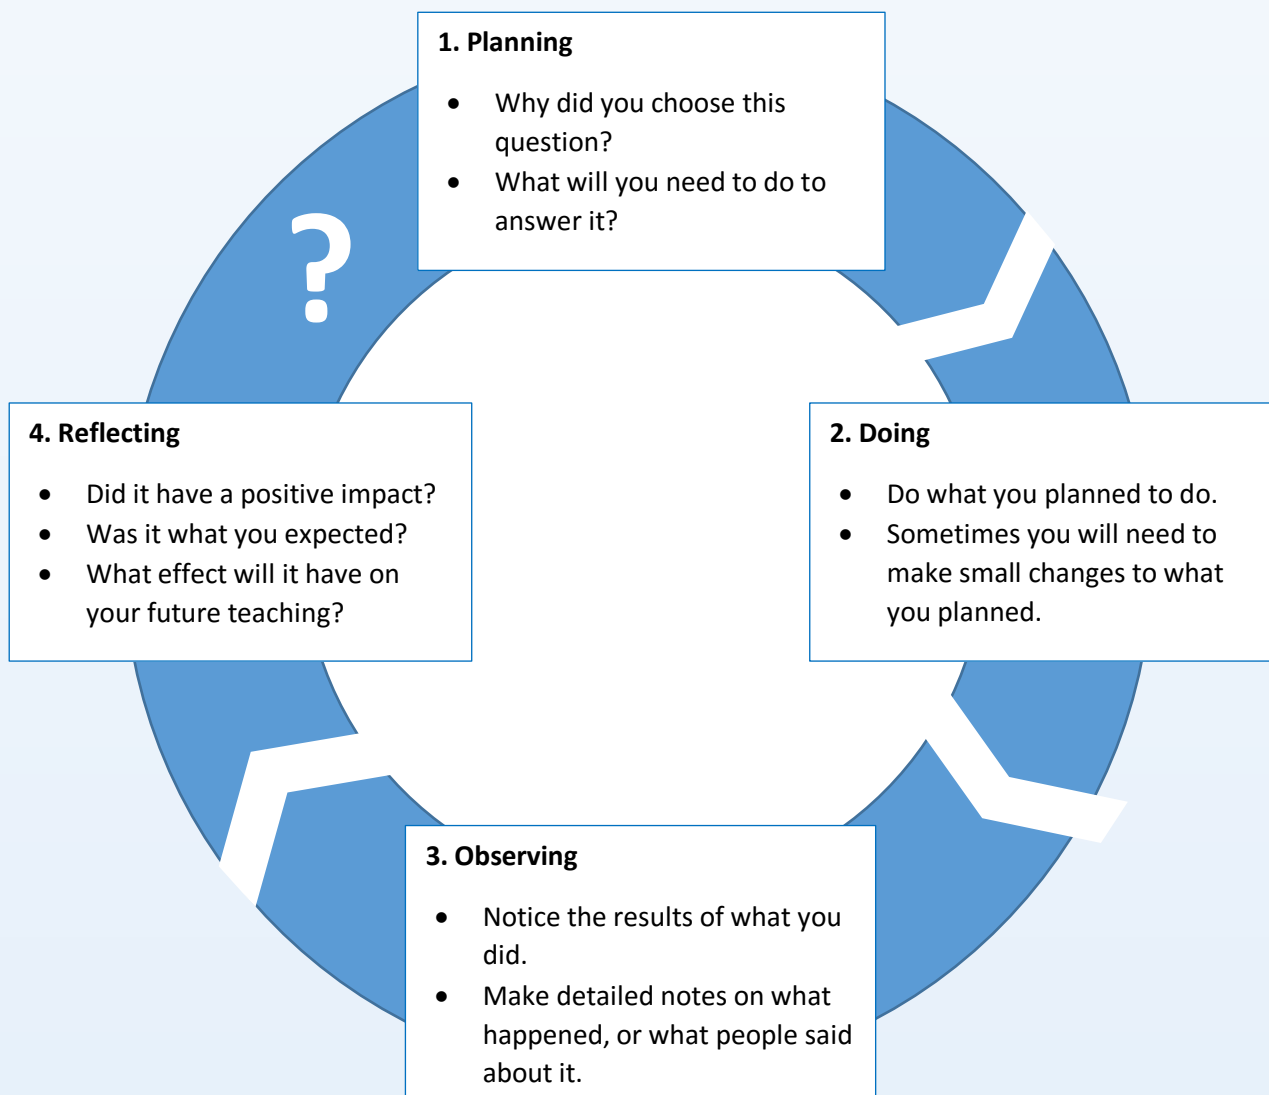 1. Planning
• Why did you choose this
question?
• What will you need to do to
answer it?
?
2. Doing
• Do what you planned to do.
• Sometimes you will need to
make small changes to what
you planned.
3. Observing
• Notice the results of what you
did.
• Make detailed notes on what
happened, or what people said
about it.
4. Reflecting
• Did it have a positive impact?
• Was it what you expected?
• What effect will it have on
your future teaching?